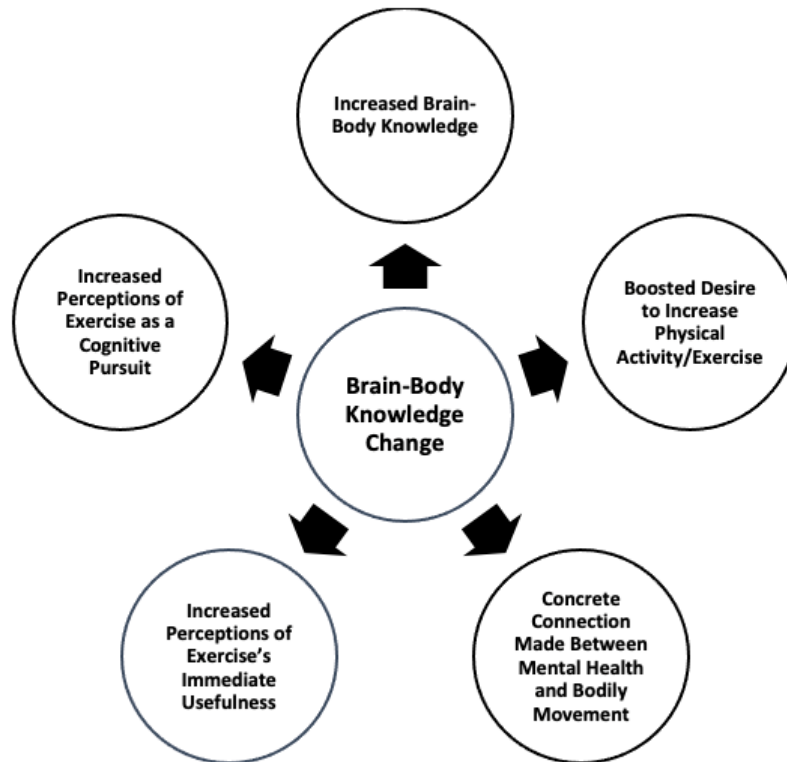 Increased Brain-
Body Knowledge
Increased
Perceptions of
Exercise as a
Cognitive
Pursuit
Boosted Desire
to Increase
Physical
Activity/Exercise
Brain-Body
Knowledge
Change
Increased
Perceptions of
Exercise’s
Immediate
Usefulness
Concrete
Connection
Made Between
Mental Health
and Bodily
Movement